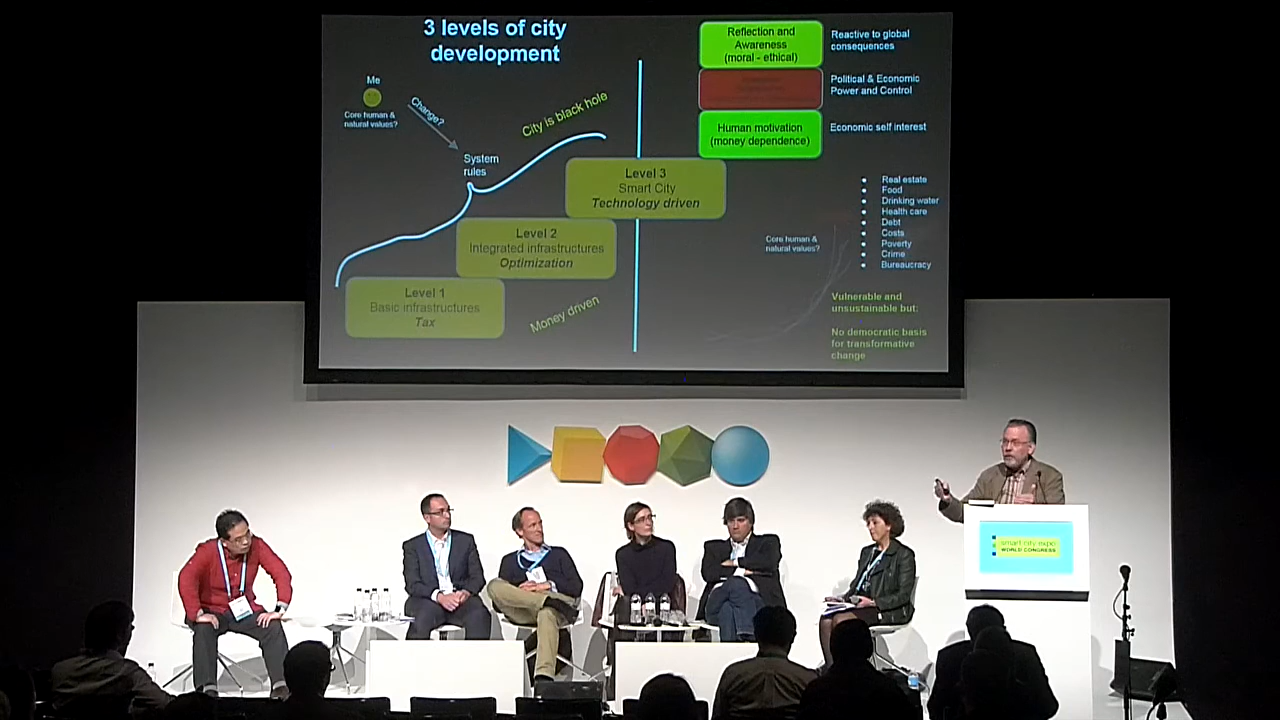 3 levels of city
development
Me
Core human &
natural values?
Change?
System
rules
City is black hole
Level 3
Smart City
Technology driven
Level 2
Integrated infrastructures
Optimization
Level 1
Basic infrastructures
Tax
Money driven
Reflection and
Awareness
(moral - ethical)
Reactive to global
consequences
Political & Economic
Power and Control
Human motivation
(money dependence)
Economic self interest
Real estate
Food
Drinking water
Health care
Debt
Costs
Poverty
Crime
Bureaucracy
Core human &
natural values?
Vulnerable and
unsustainable but:
No democratic basis
for transformative
change
smart city expo
WORLD CONGRESS